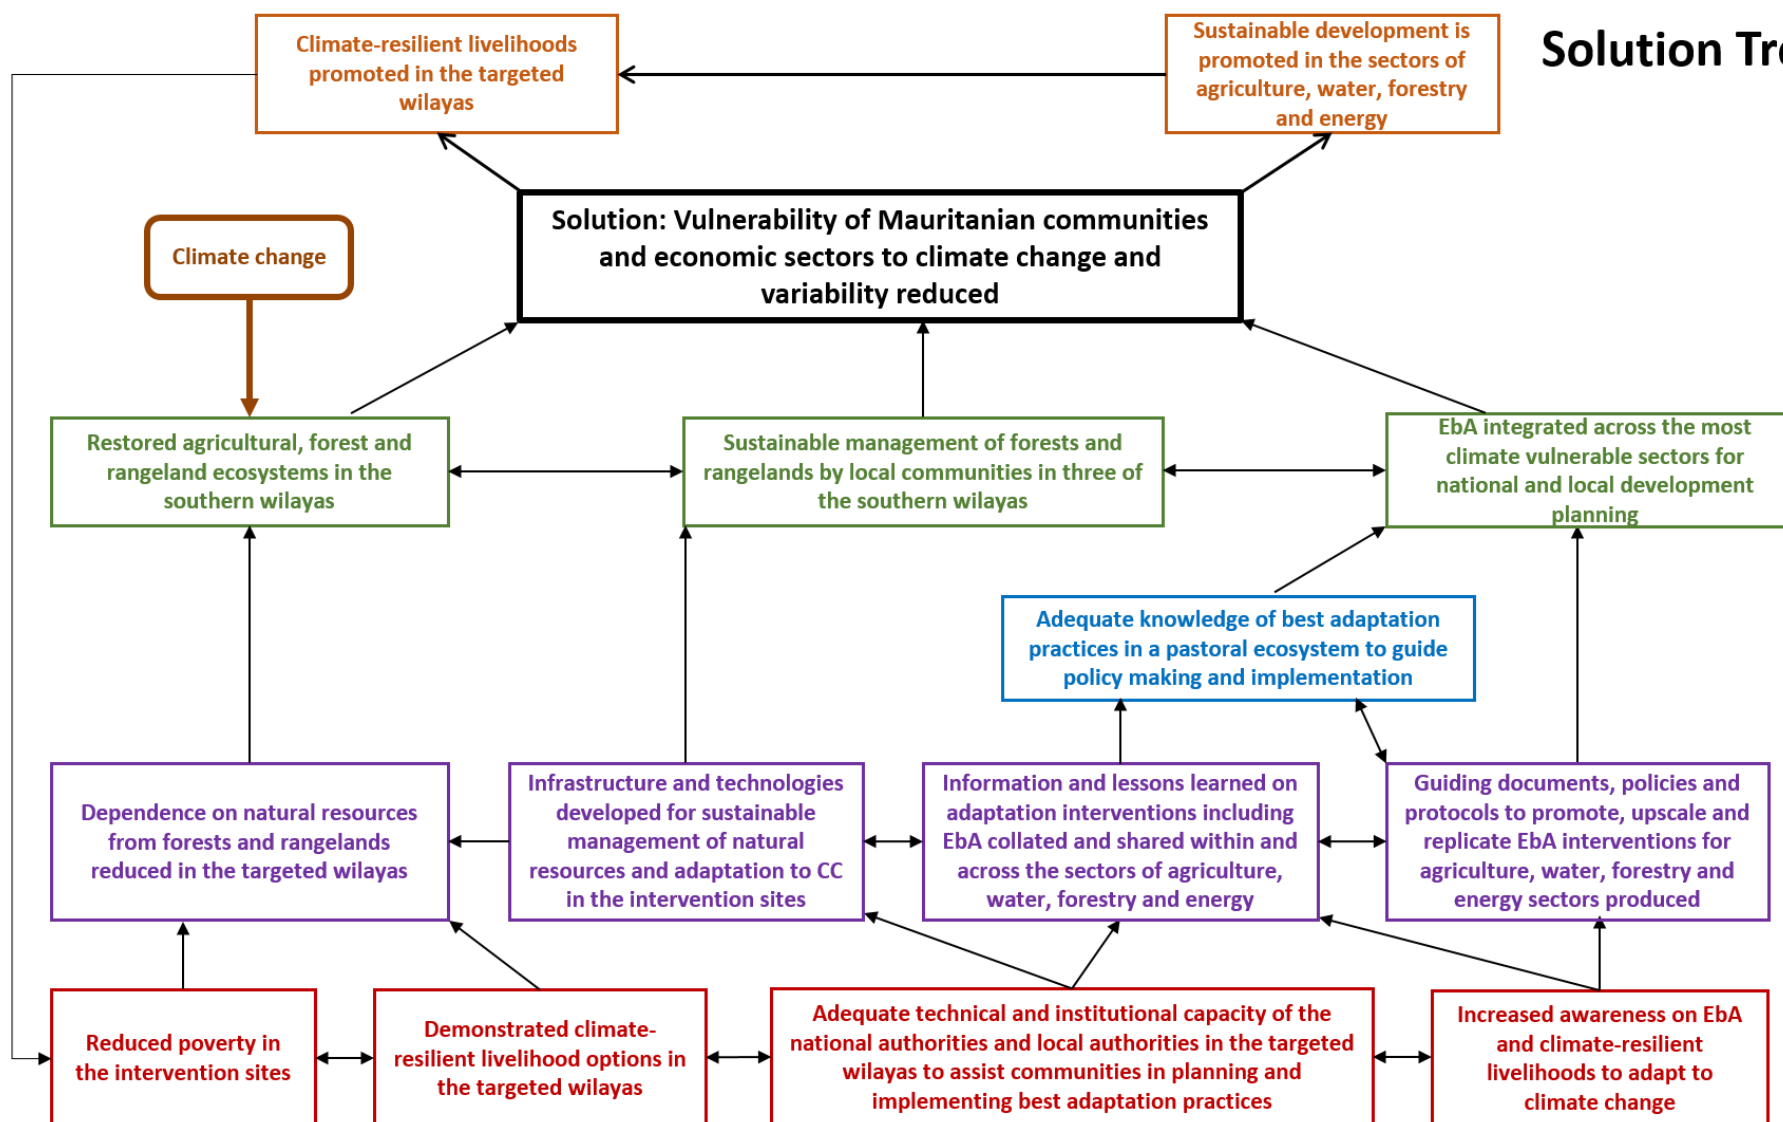 Climate-resilient livelihoods
promoted in the targeted
wilayas
Sustainable development is
promoted in the sectors of
agriculture, water, forestry
and energy
Solution Tre
Climate change
Solution: Vulnerability of Mauritanian communities
and economic sectors to climate change and
variability reduced
Restored agricultural, forest and
rangeland ecosystems in the
southern wilayas
Sustainable management of forests and
rangelands by local communities in three of
the southern wilayas
EbA integrated across the most
climate vulnerable sectors for
national and local development
planning
Adequate knowledge of best adaptation
practices in a pastoral ecosystem to guide
policy making and implementation
Dependence on natural resources
from forests and rangelands
reduced in the targeted wilayas
Infrastructure and technologies
developed for sustainable
management of natural
resources and adaptation to CC
in the intervention sites
Information and lessons learned on
adaptation interventions including
EbA collated and shared within and
across the sectors of agriculture,
water, forestry and energy
Guiding documents, policies and
protocols to promote, upscale and
replicate EbA interventions for
agriculture, water, forestry and
energy sectors produced
Reduced poverty in
the intervention sites
Demonstrated climate-
resilient livelihood options in
the targeted wilayas
Adequate technical and institutional capacity of the
national authorities and local authorities in the targeted
wilayas to assist communities in planning and
implementing best adaptation practices
Increased awareness on EbA
and climate-resilient
livelihoods to adapt to
climate change